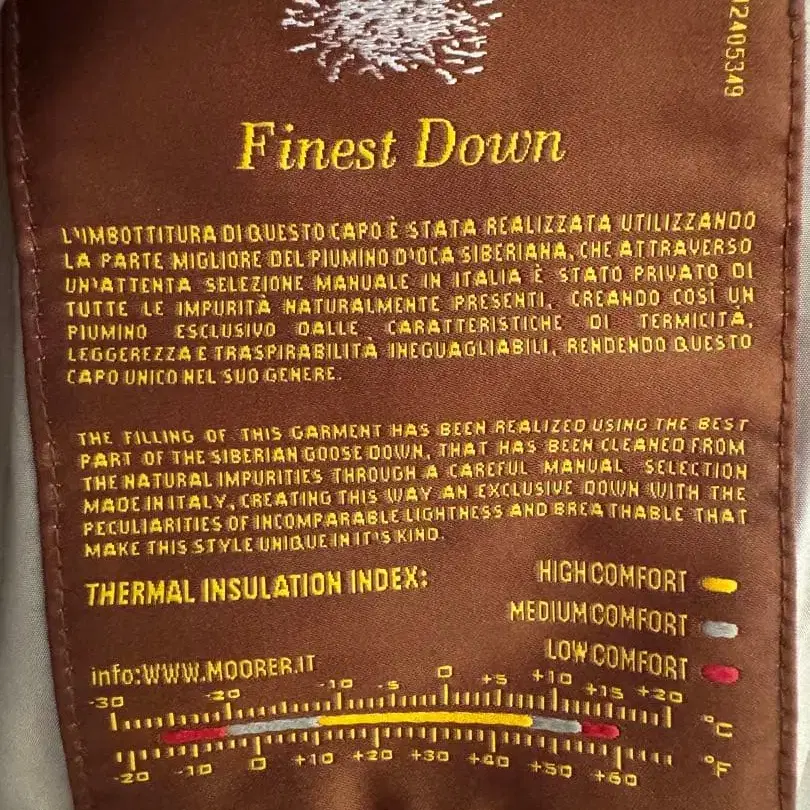 12405349
Finest Down
L'IMBOTTITURA DI QUESTO CAPO È STATA REALIZZATA UTILIZZANDO
LA PARTE MIGLIORE DEL PIUMINO D'OCA SIBERIANA, CHE ATTRAVERSO
UN'ATTENTA SELEZIONE MANUALE IN ITALIA È STATO PRIVATO DI
TUTTE LE IMPURITÀ NATURALMENTE PRESENTI, CREANDO COSÌ UN
PIUMINO ESCLUSIVO DALLE CARATTERISTICHE DI TERMICITÀ,
LEGGEREZZA E TRASPIRABILITÀ INEGUAGLIABILI, RENDENDO QUESTO
CAPO UNICO NEL SUO GENERE.
THE FILLING OF THIS GARMENT HAS BEEN REALIZED USING THE BEST
PART OF THE SIBERIAN GOOSE DOWN, THAT HAS BEEN CLEANED FROM
THE NATURAL IMPURITIES THROUGH A CAREFUL MANUAL SELECTION
MADE IN ITALY, CREATING THIS WAY AN EXCLUSIVE DOWN WITH THE
PECULIARITIES OF INCOMPARABLE LIGHTNESS AND BREATHABLE THAT
MAKE THIS STYLE UNIQUE IN IT'S KIND.
THERMAL INSULATION INDEX:
HIGH COMFORT
MEDIUM COMFORT
LOW COMFORT
info:WWW.MOORER.IT
-30 -20 -10 -5 0 +5 +10 +15 +20
°C
-20 -10 0 +10 +20 +30 +40 +50 +60
°F